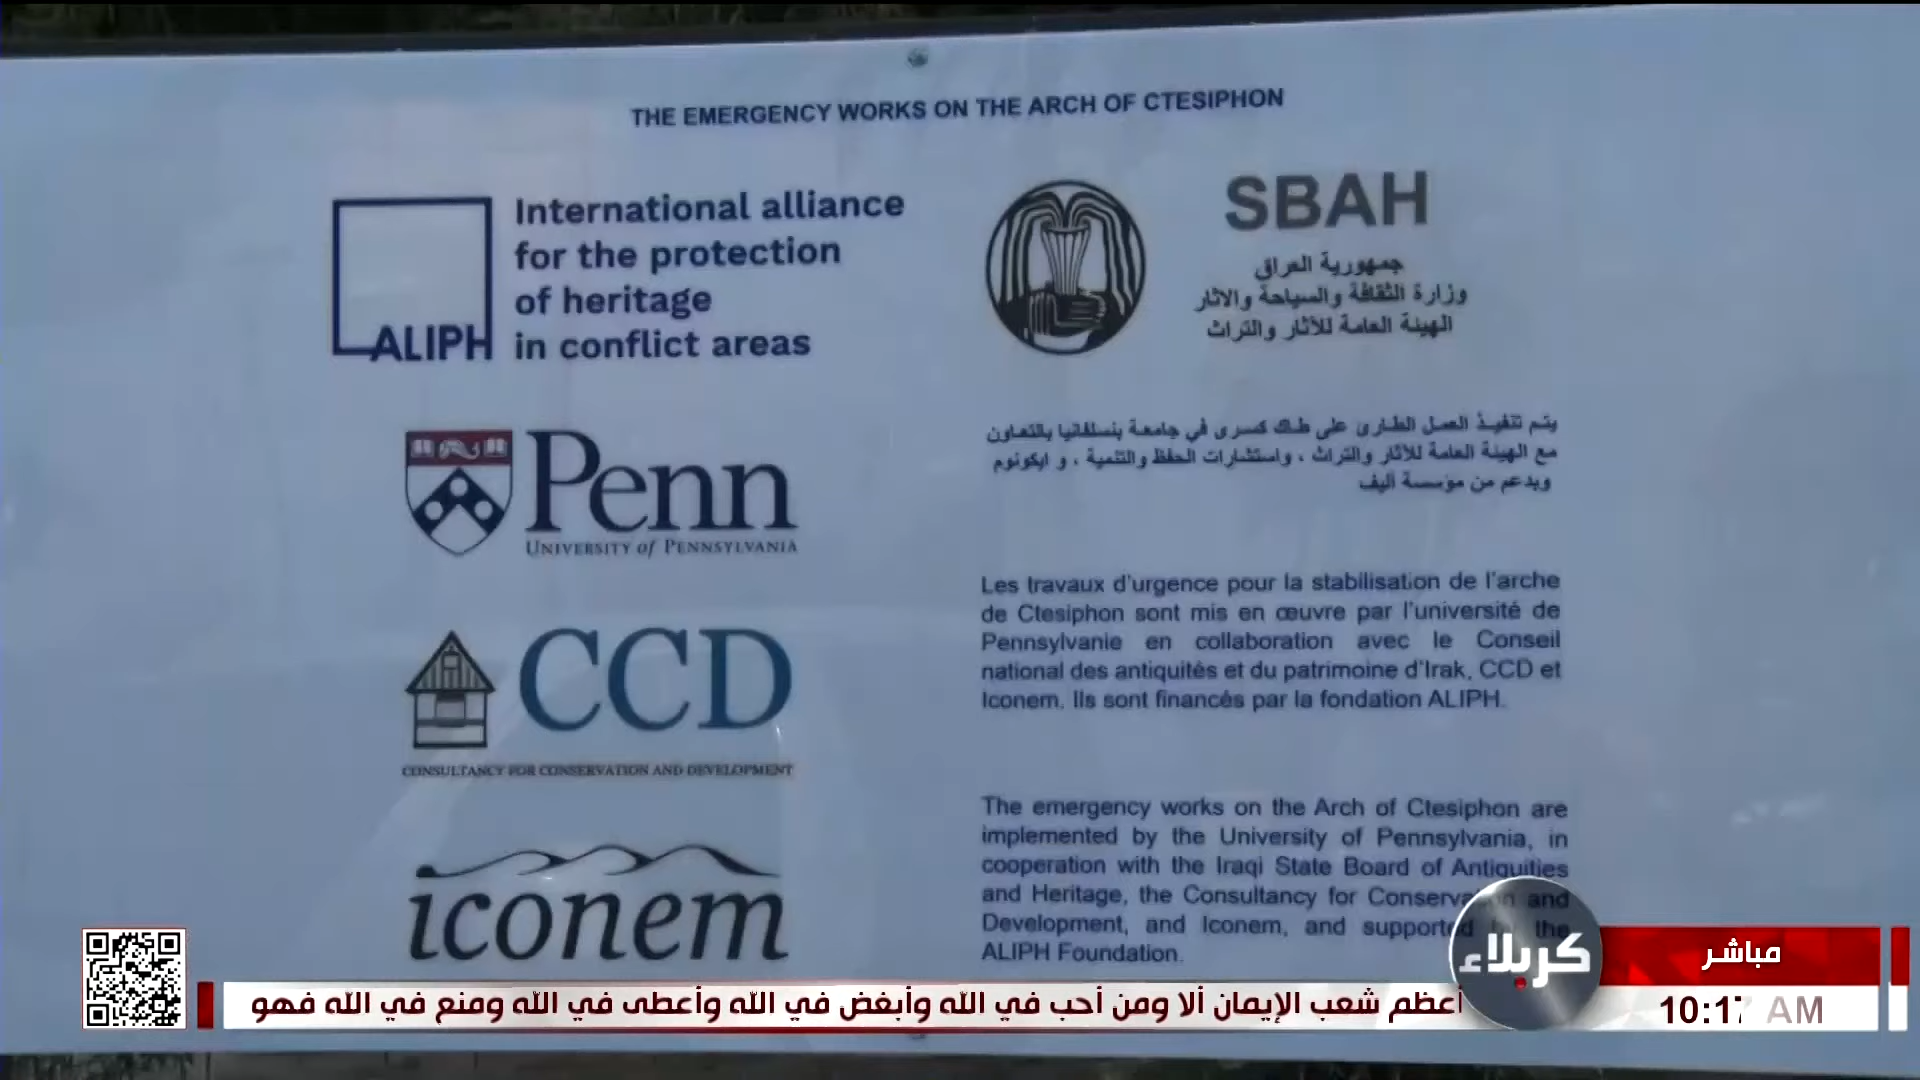 THE EMERGENCY WORKS ON THE ARCH OF CTESIPHON
ALIPH
International alliance
for the protection
of heritage
in conflict areas
SBAH
جمهورية العراق
وزارة الثقافة والسياحة والاثار
الهيئة العامة للآثار والتراث
Penn
UNIVERSITY of PENNSYLVANIA
CCD
CONSULTANCY FOR CONSERVATION AND DEVELOPMENT
iconem
يتم تنفيذ العمل الطارئ على طاك كسرى في جامعة بنسلفانيا بالتعاون
مع الهيئة العامة للآثار والتراث ، واستشارات الحفظ والتنمية ، و ايكونوم
وبدعم من مؤسسة أليف
Les travaux d'urgence pour la stabilisation de l'arche
de Ctesiphon sont mis en œuvre par l'université de
Pennsylvanie en collaboration avec le Conseil
national des antiquités et du patrimoine d'Irak, CCD et
Iconem. Ils sont financés par la fondation ALIPH.
The emergency works on the Arch of Ctesiphon are
implemented by the University of Pennsylvania, in
cooperation with the Iraqi State Board of Antiquities
and Heritage, the Consultancy for and
Development, and Iconem, and supported the
ALIPH Foundation.
كربلاء
مباشر
10:17 AM
أعظم شعب الإيمان ألا ومن أحب في الله وأبغض في الله وأعطى في الله ومنع في الله فهو